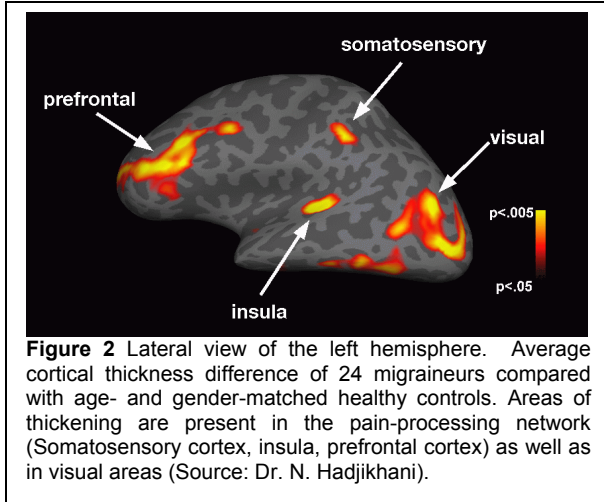 somatosensory
prefrontal
visual
p<.005
p<.05
insula
Figure 2 Lateral view of the left hemisphere. Average
cortical thickness difference of 24 migraineurs compared
with age- and gender-matched healthy controls. Areas of
thickening are present in the pain-processing network
(Somatosensory cortex, insula, prefrontal cortex) as well as
in visual areas (Source: Dr. N. Hadjikhani).